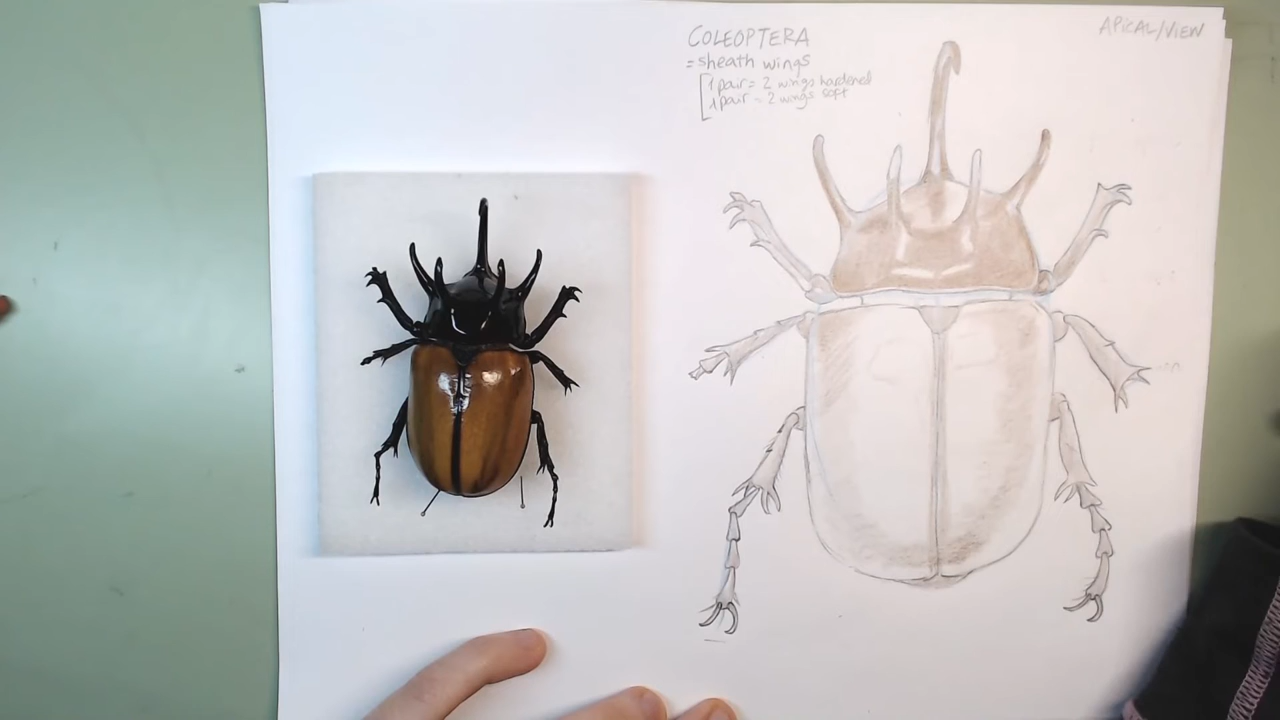 COLEOPTERA
= sheath wings
1 pair = 2 wings hardened
1 pair - 2 wings soft
APICAL/VIEW